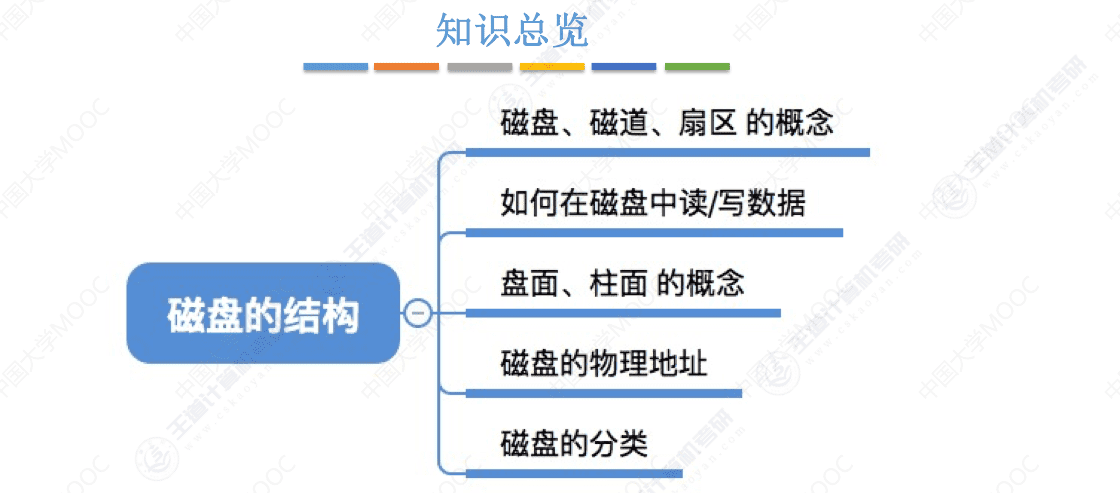 知识总览
磁盘、磁道、扇区 的概念
如何在磁盘中读/写数据
盘面、柱面 的概念
磁盘的结构
磁盘的物理地址
磁盘的分类
中国大学MOOC
王道计算机考研
www.cskaoyan.com